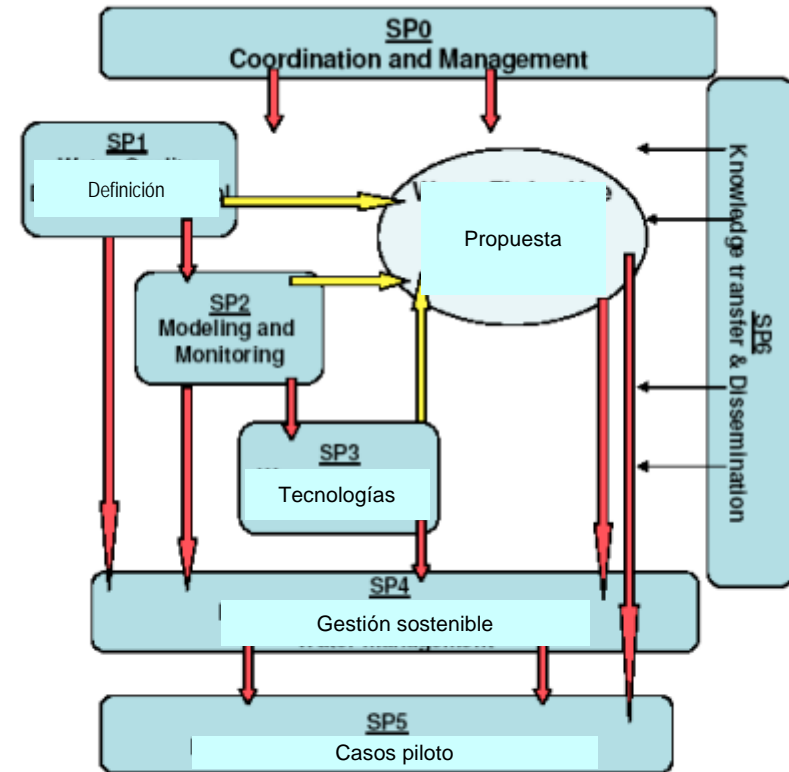 SP0
Coordination and Management
SP1
Definición
Propuesta
SP2
Modeling and
Monitoring
SP3
Tecnologías
SP4
Gestión sostenible
SP5
Casos piloto
SP6
Knowledge transfer & Dissemination